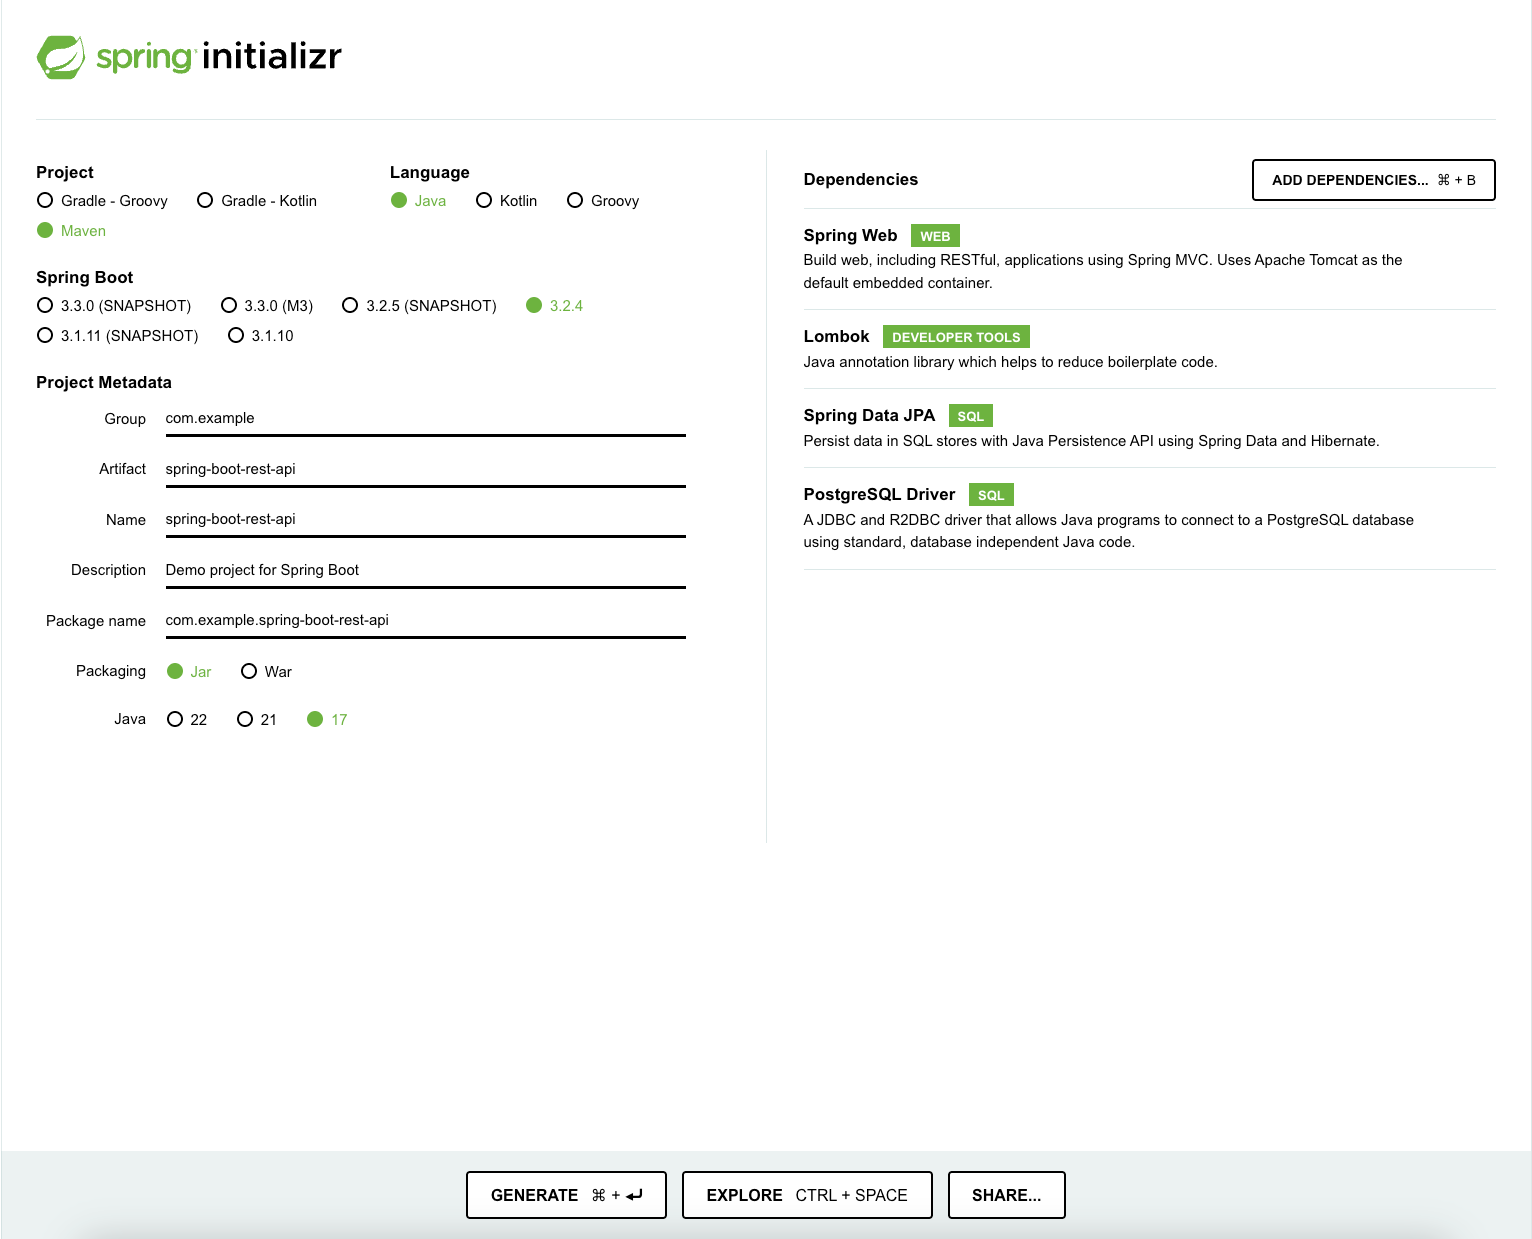 spring initializr
Project
Gradle - Groovy Gradle - Kotlin
Maven
Language
Java Kotlin Groovy
Spring Boot
3.3.0 (SNAPSHOT) 3.3.0 (M3) 3.2.5 (SNAPSHOT) 3.2.4
3.1.11 (SNAPSHOT) 3.1.10
Project Metadata
Group com.example
Artifact spring-boot-rest-api
Name spring-boot-rest-api
Description Demo project for Spring Boot
Package name com.example.spring-boot-rest-api
Packaging Jar War
Java 22 21 17
Dependencies ADD DEPENDENCIES... ⌘ + B
Spring Web WEB
Build web, including RESTful, applications using Spring MVC. Uses Apache Tomcat as the
default embedded container.
Lombok DEVELOPER TOOLS
Java annotation library which helps to reduce boilerplate code.
Spring Data JPA SQL
Persist data in SQL stores with Java Persistence API using Spring Data and Hibernate.
PostgreSQL Driver SQL
A JDBC and R2DBC driver that allows Java programs to connect to a PostgreSQL database
using standard, database independent Java code.
GENERATE ⌘ + ⏎ EXPLORE CTRL + SPACE SHARE...